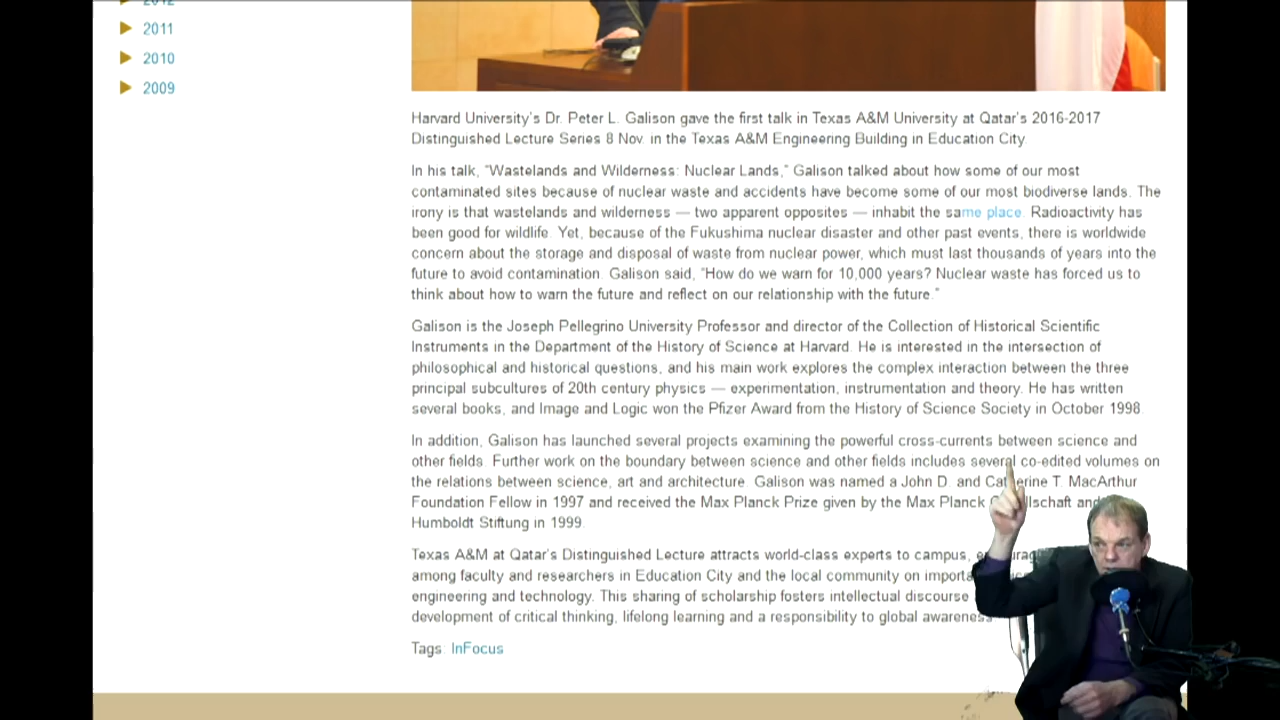 2012
2011
2010
2009
Harvard University's Dr. Peter L. Galison gave the first talk in Texas A&M University at Qatar's 2016-2017
Distinguished Lecture Series 8 Nov. in the Texas A&M Engineering Building in Education City.
In his talk, "Wastelands and Wilderness: Nuclear Lands," Galison talked about how some of our most
contaminated sites because of nuclear waste and accidents have become some of our most biodiverse lands. The
irony is that wastelands and wilderness — two apparent opposites — inhabit the same place. Radioactivity has
been good for wildlife. Yet, because of the Fukushima nuclear disaster and other past events, there is worldwide
concern about the storage and disposal of waste from nuclear power, which must last thousands of years into the
future to avoid contamination. Galison said, "How do we warn for 10,000 years? Nuclear waste has forced us to
think about how to warn the future and reflect on our relationship with the future."
Galison is the Joseph Pellegrino University Professor and director of the Collection of Historical Scientific
Instruments in the Department of the History of Science at Harvard. He is interested in the intersection of
philosophical and historical questions, and his main work explores the complex interaction between the three
principal subcultures of 20th century physics — experimentation, instrumentation and theory. He has written
several books, and Image and Logic won the Pfizer Award from the History of Science Society in October 1998.
In addition, Galison has launched several projects examining the powerful cross-currents between science and
other fields. Further work on the boundary between science and other fields includes several co-edited volumes on
the relations between science, art and architecture. Galison was named a John D. and Catherine T. MacArthur
Foundation Fellow in 1997 and received the Max Planck Prize given by the Max Planck and
Humboldt Stiftung in 1999.
Texas A&M at Qatar's Distinguished Lecture attracts world-class experts to campus,
among faculty and researchers in Education City and the local community on
engineering and technology. This sharing of scholarship fosters intellectual discourse
development of critical thinking, lifelong learning and a responsibility to global awareness
Tags: InFocus